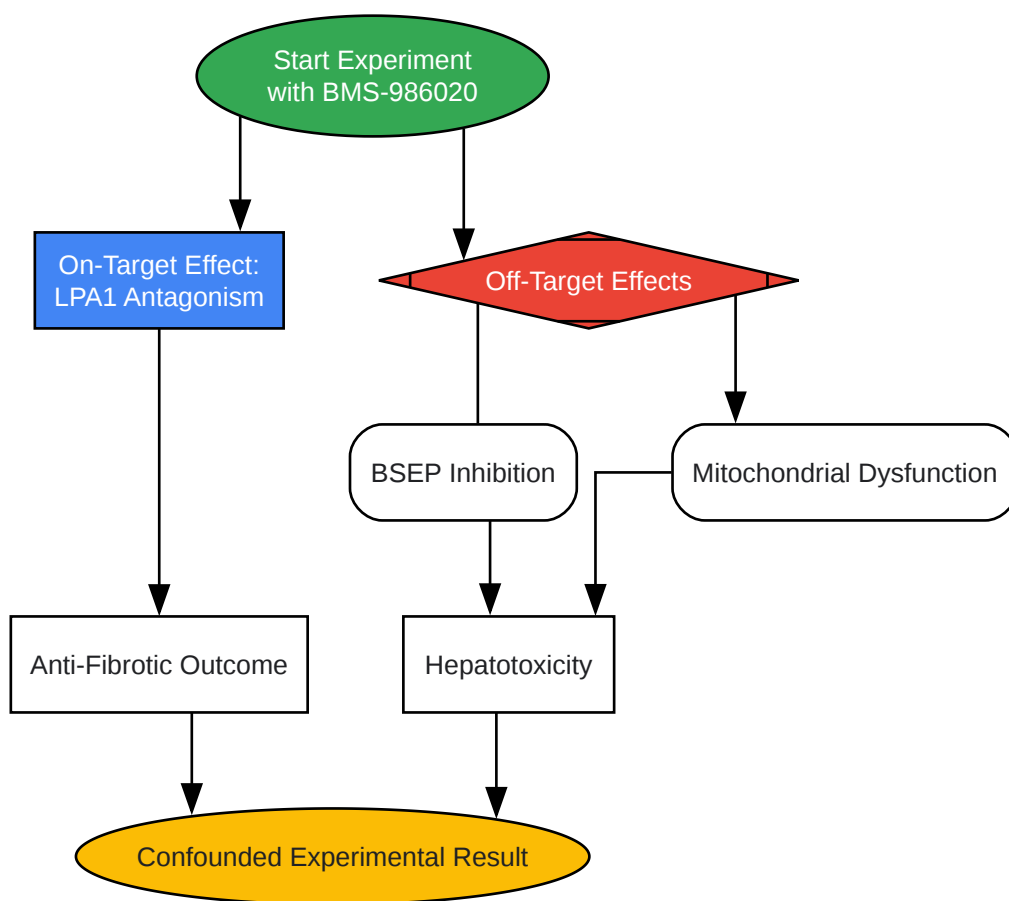 Start Experiment
with BMS-986020
On-Target Effect:
LPA1 Antagonism
Off-Target Effects
BSEP Inhibition
Mitochondrial Dysfunction
Anti-Fibrotic Outcome
Hepatotoxicity
Confounded Experimental Result